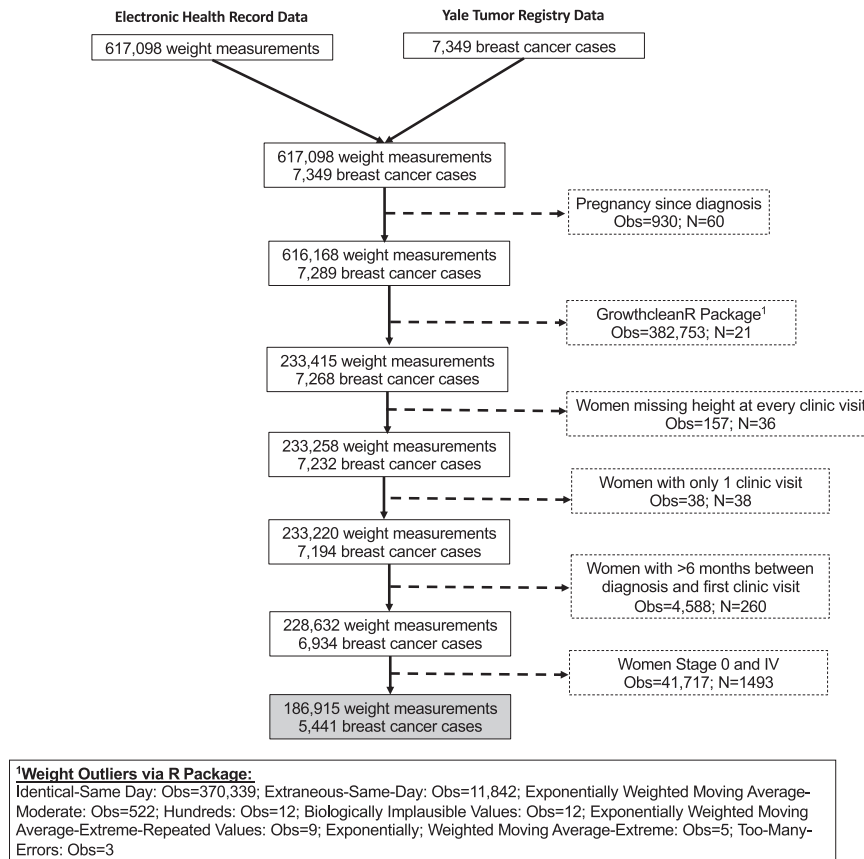 Electronic Health Record Data
Yale Tumor Registry Data
617,098 weight measurements
7,349 breast cancer cases
617,098 weight measurements
7,349 breast cancer cases
Pregnancy since diagnosis
Obs=930; N=60
616,168 weight measurements
7,289 breast cancer cases
GrowthcleanR Package¹
Obs=382,753; N=21
233,415 weight measurements
7,268 breast cancer cases
Women missing height at every clinic visit
Obs=157; N=36
233,258 weight measurements
7,232 breast cancer cases
Women with only 1 clinic visit
Obs=38; N=38
233,220 weight measurements
7,194 breast cancer cases
Women with >6 months between
diagnosis and first clinic visit
Obs=4,588; N=260
228,632 weight measurements
6,934 breast cancer cases
Women Stage 0 and IV
Obs=41,717; N=1493
186,915 weight measurements
5,441 breast cancer cases
¹Weight Outliers via R Package:
Identical-Same Day: Obs=370,339; Extraneous-Same-Day: Obs=11,842; Exponentially Weighted Moving Average-
Moderate: Obs=522; Hundreds: Obs=12; Biologically Implausible Values: Obs=12; Exponentially Weighted Moving
Average-Extreme-Repeated Values: Obs=9; Exponentially; Weighted Moving Average-Extreme: Obs=5; Too-Many-
Errors: Obs=3